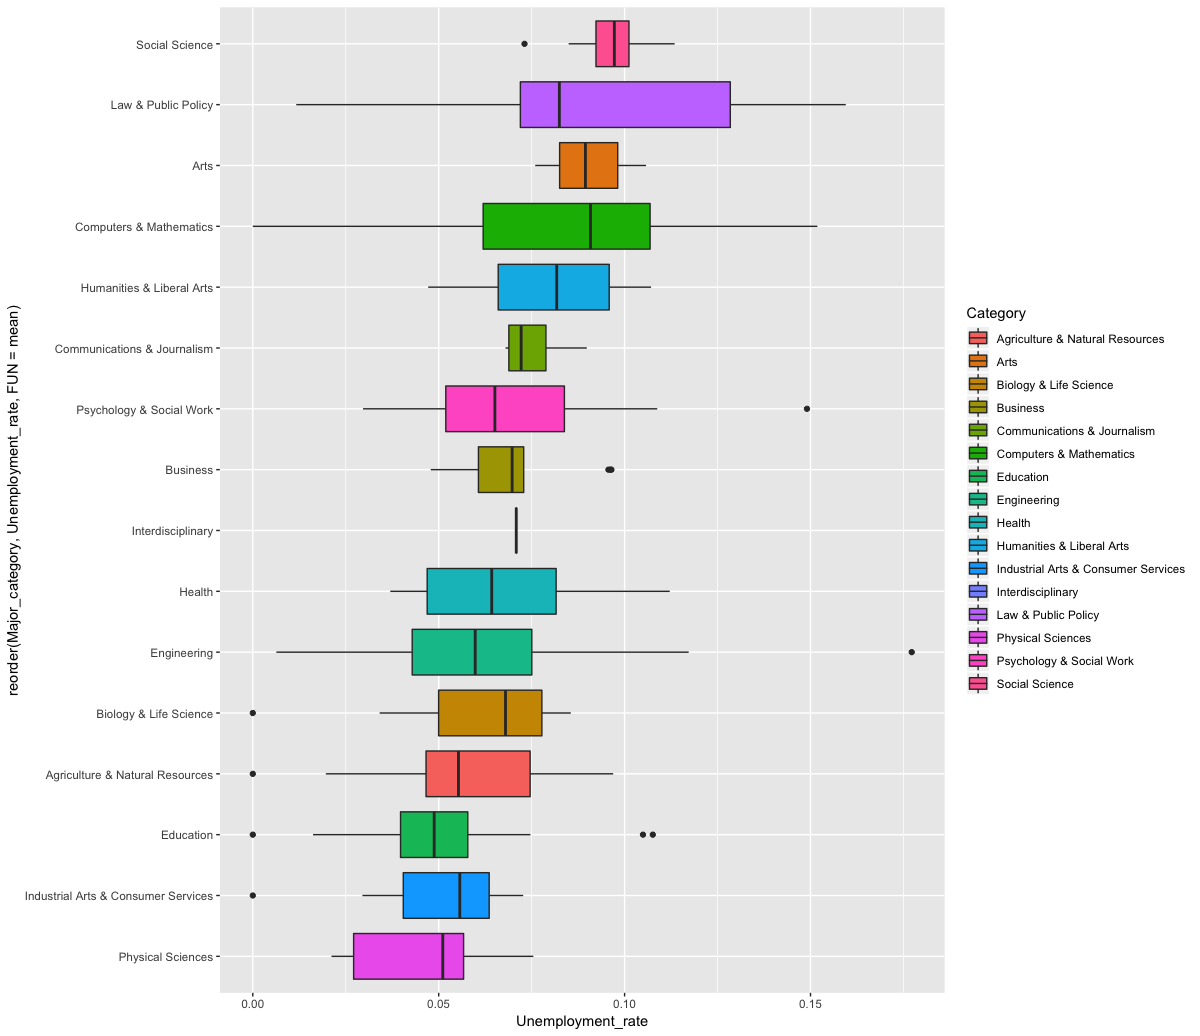 reorder(Major_category, Unemployment_rate, FUN = mean)
Social Science
Law & Public Policy
Arts
Computers & Mathematics
Humanities & Liberal Arts
Communications & Journalism
Psychology & Social Work
Business
Interdisciplinary
Health
Engineering
Biology & Life Science
Agriculture & Natural Resources
Education
Industrial Arts & Consumer Services
Physical Sciences
0.00 0.05 0.10 0.15
Unemployment_rate
Category
Agriculture & Natural Resources
Arts
Biology & Life Science
Business
Communications & Journalism
Computers & Mathematics
Education
Engineering
Health
Humanities & Liberal Arts
Industrial Arts & Consumer Services
Interdisciplinary
Law & Public Policy
Physical Sciences
Psychology & Social Work
Social Science